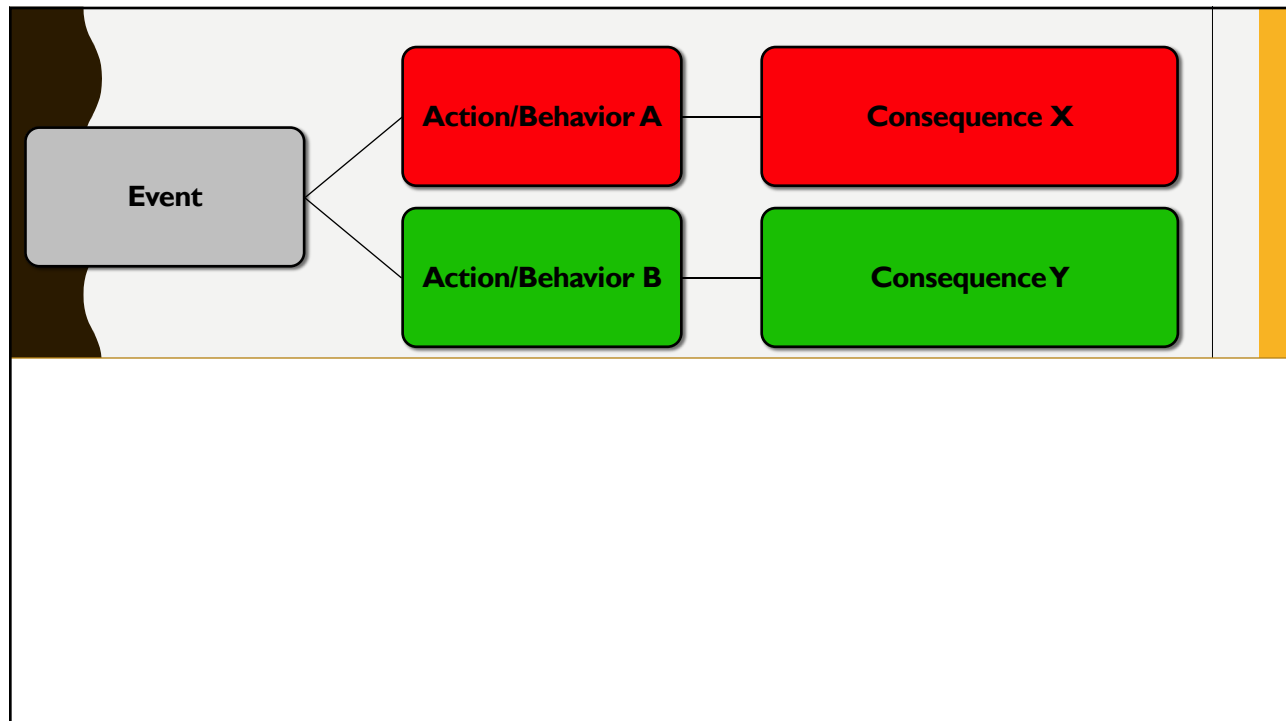 Event
Action/Behavior A
Consequence X
Action/Behavior B
Consequence Y